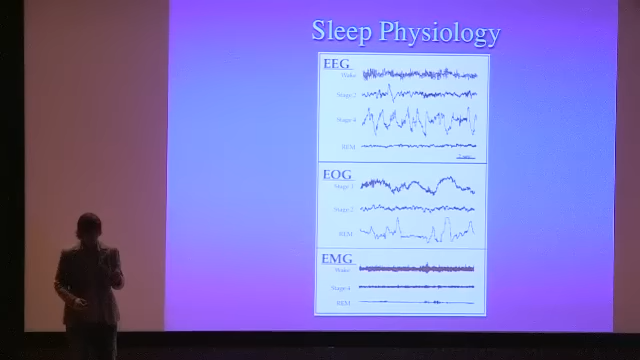 Sleep Physiology
EEG
Wake
Stage 2
Stage 4
REM
EOG
Stage
Stage 2
REM
EMG
Wake
Stage 4
REM